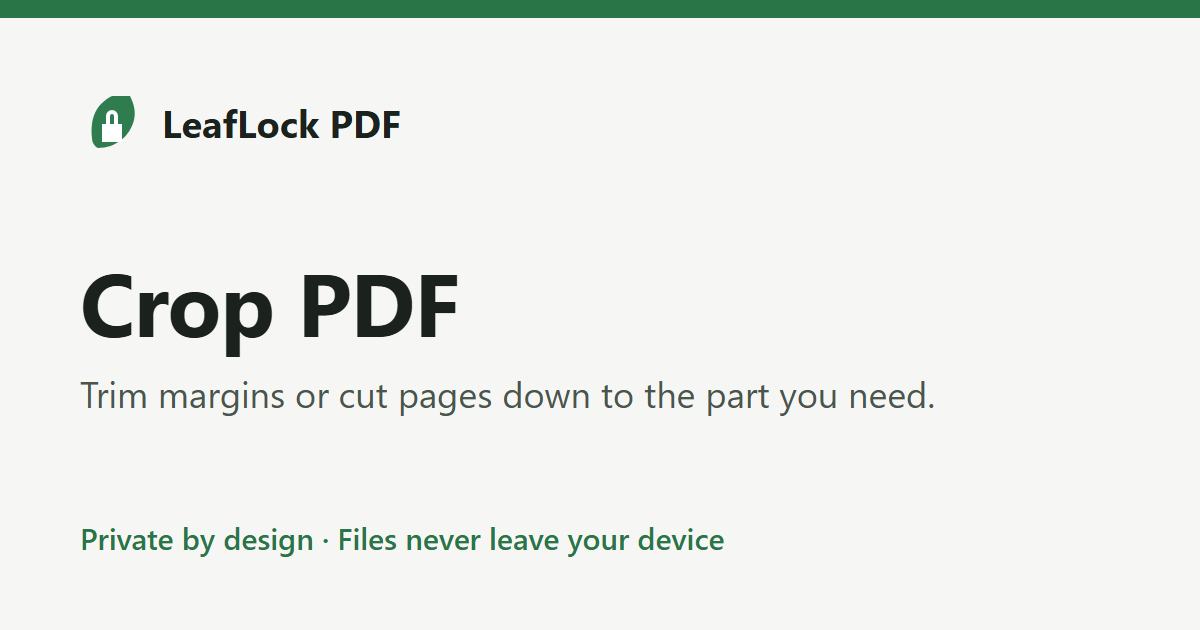 LeafLock PDF
Crop PDF
Trim margins or cut pages down to the part you need.
Private by design · Files never leave your device